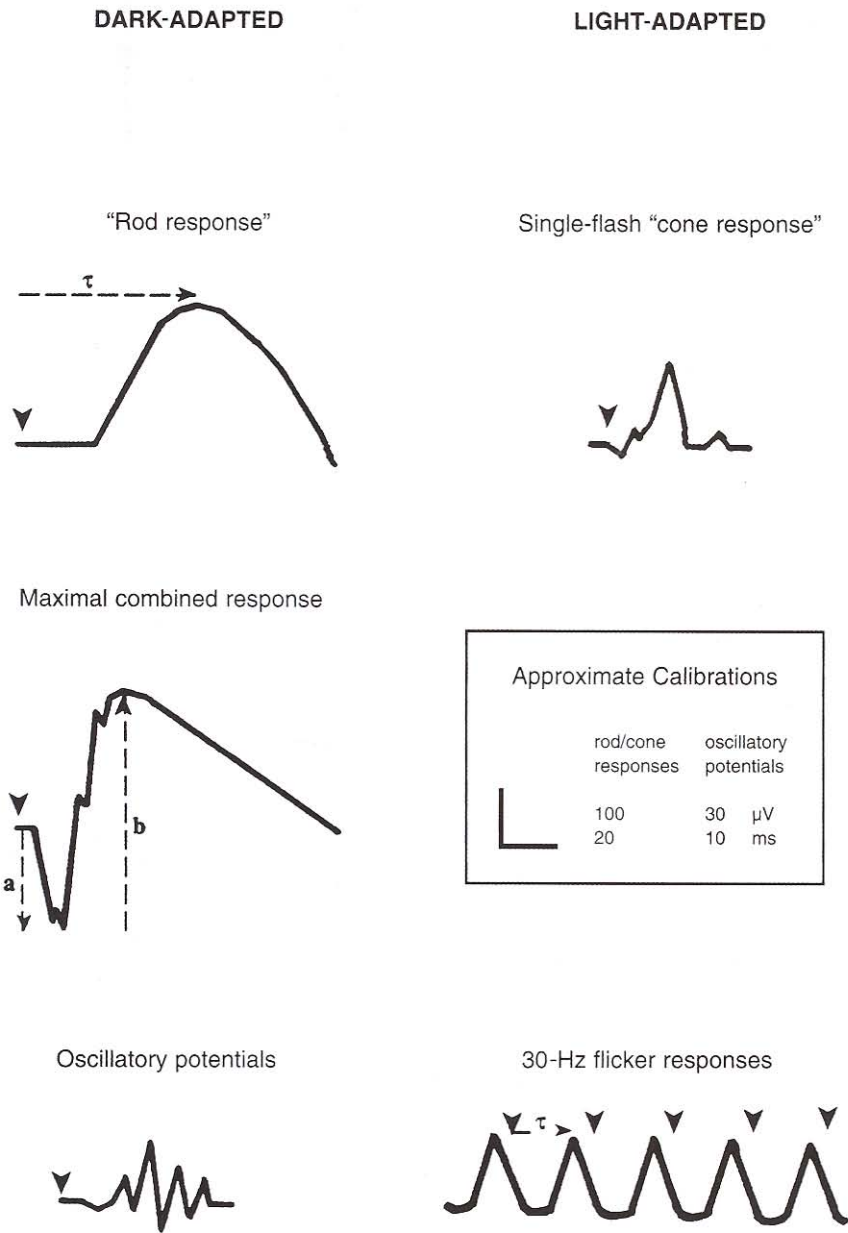 DARK-ADAPTED
LIGHT-ADAPTED
"Rod response"
Single-flash "cone response"
τ
Maximal combined response
a
b
Approximate Calibrations
rod/cone oscillatory
responses potentials
100 30 µV
20 10 ms
Oscillatory potentials
30-Hz flicker responses
τ